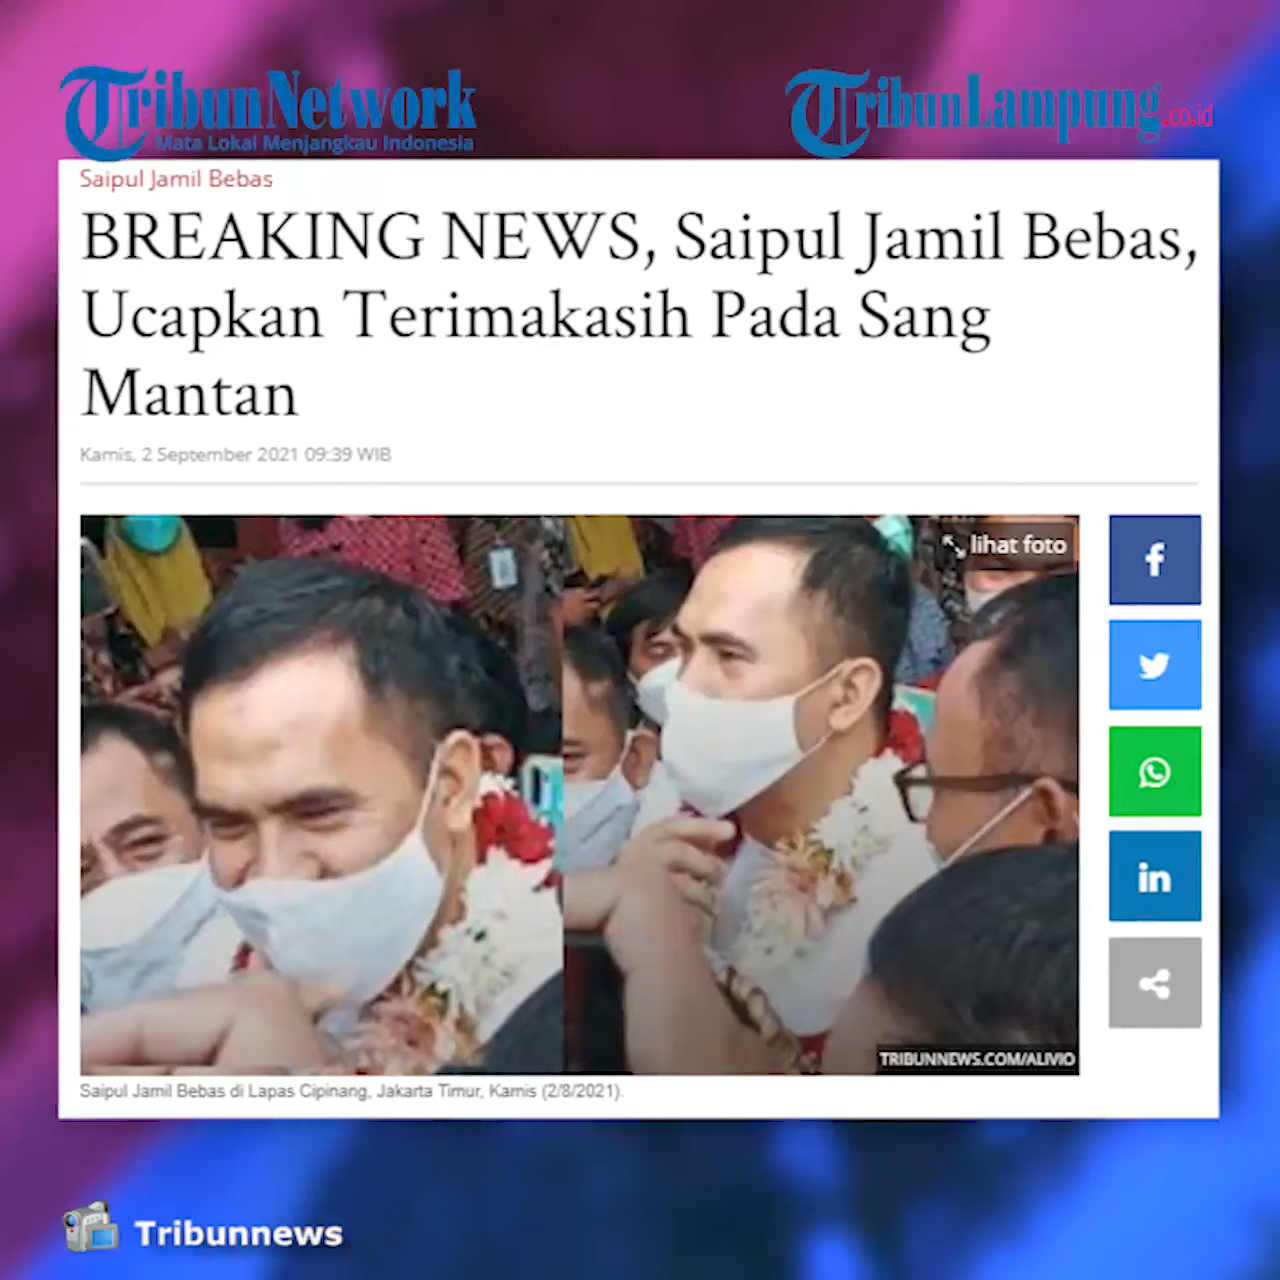 TribunNetwork
Mata Lokal Menjangkau Indonesia
TribunLampung.co.id
Saipul Jamil Bebas
BREAKING NEWS, Saipul Jamil Bebas,
Ucapkan Terimakasih Pada Sang
Mantan
Kamis, 2 September 2021 09:39 WIB
lihat foto
f
in
TRIBUNNEWS.COM/ALIVIO
Saipul Jamil Bebas di Lapas Cipinang, Jakarta Timur, Kamis (2/8/2021).
Tribunnews